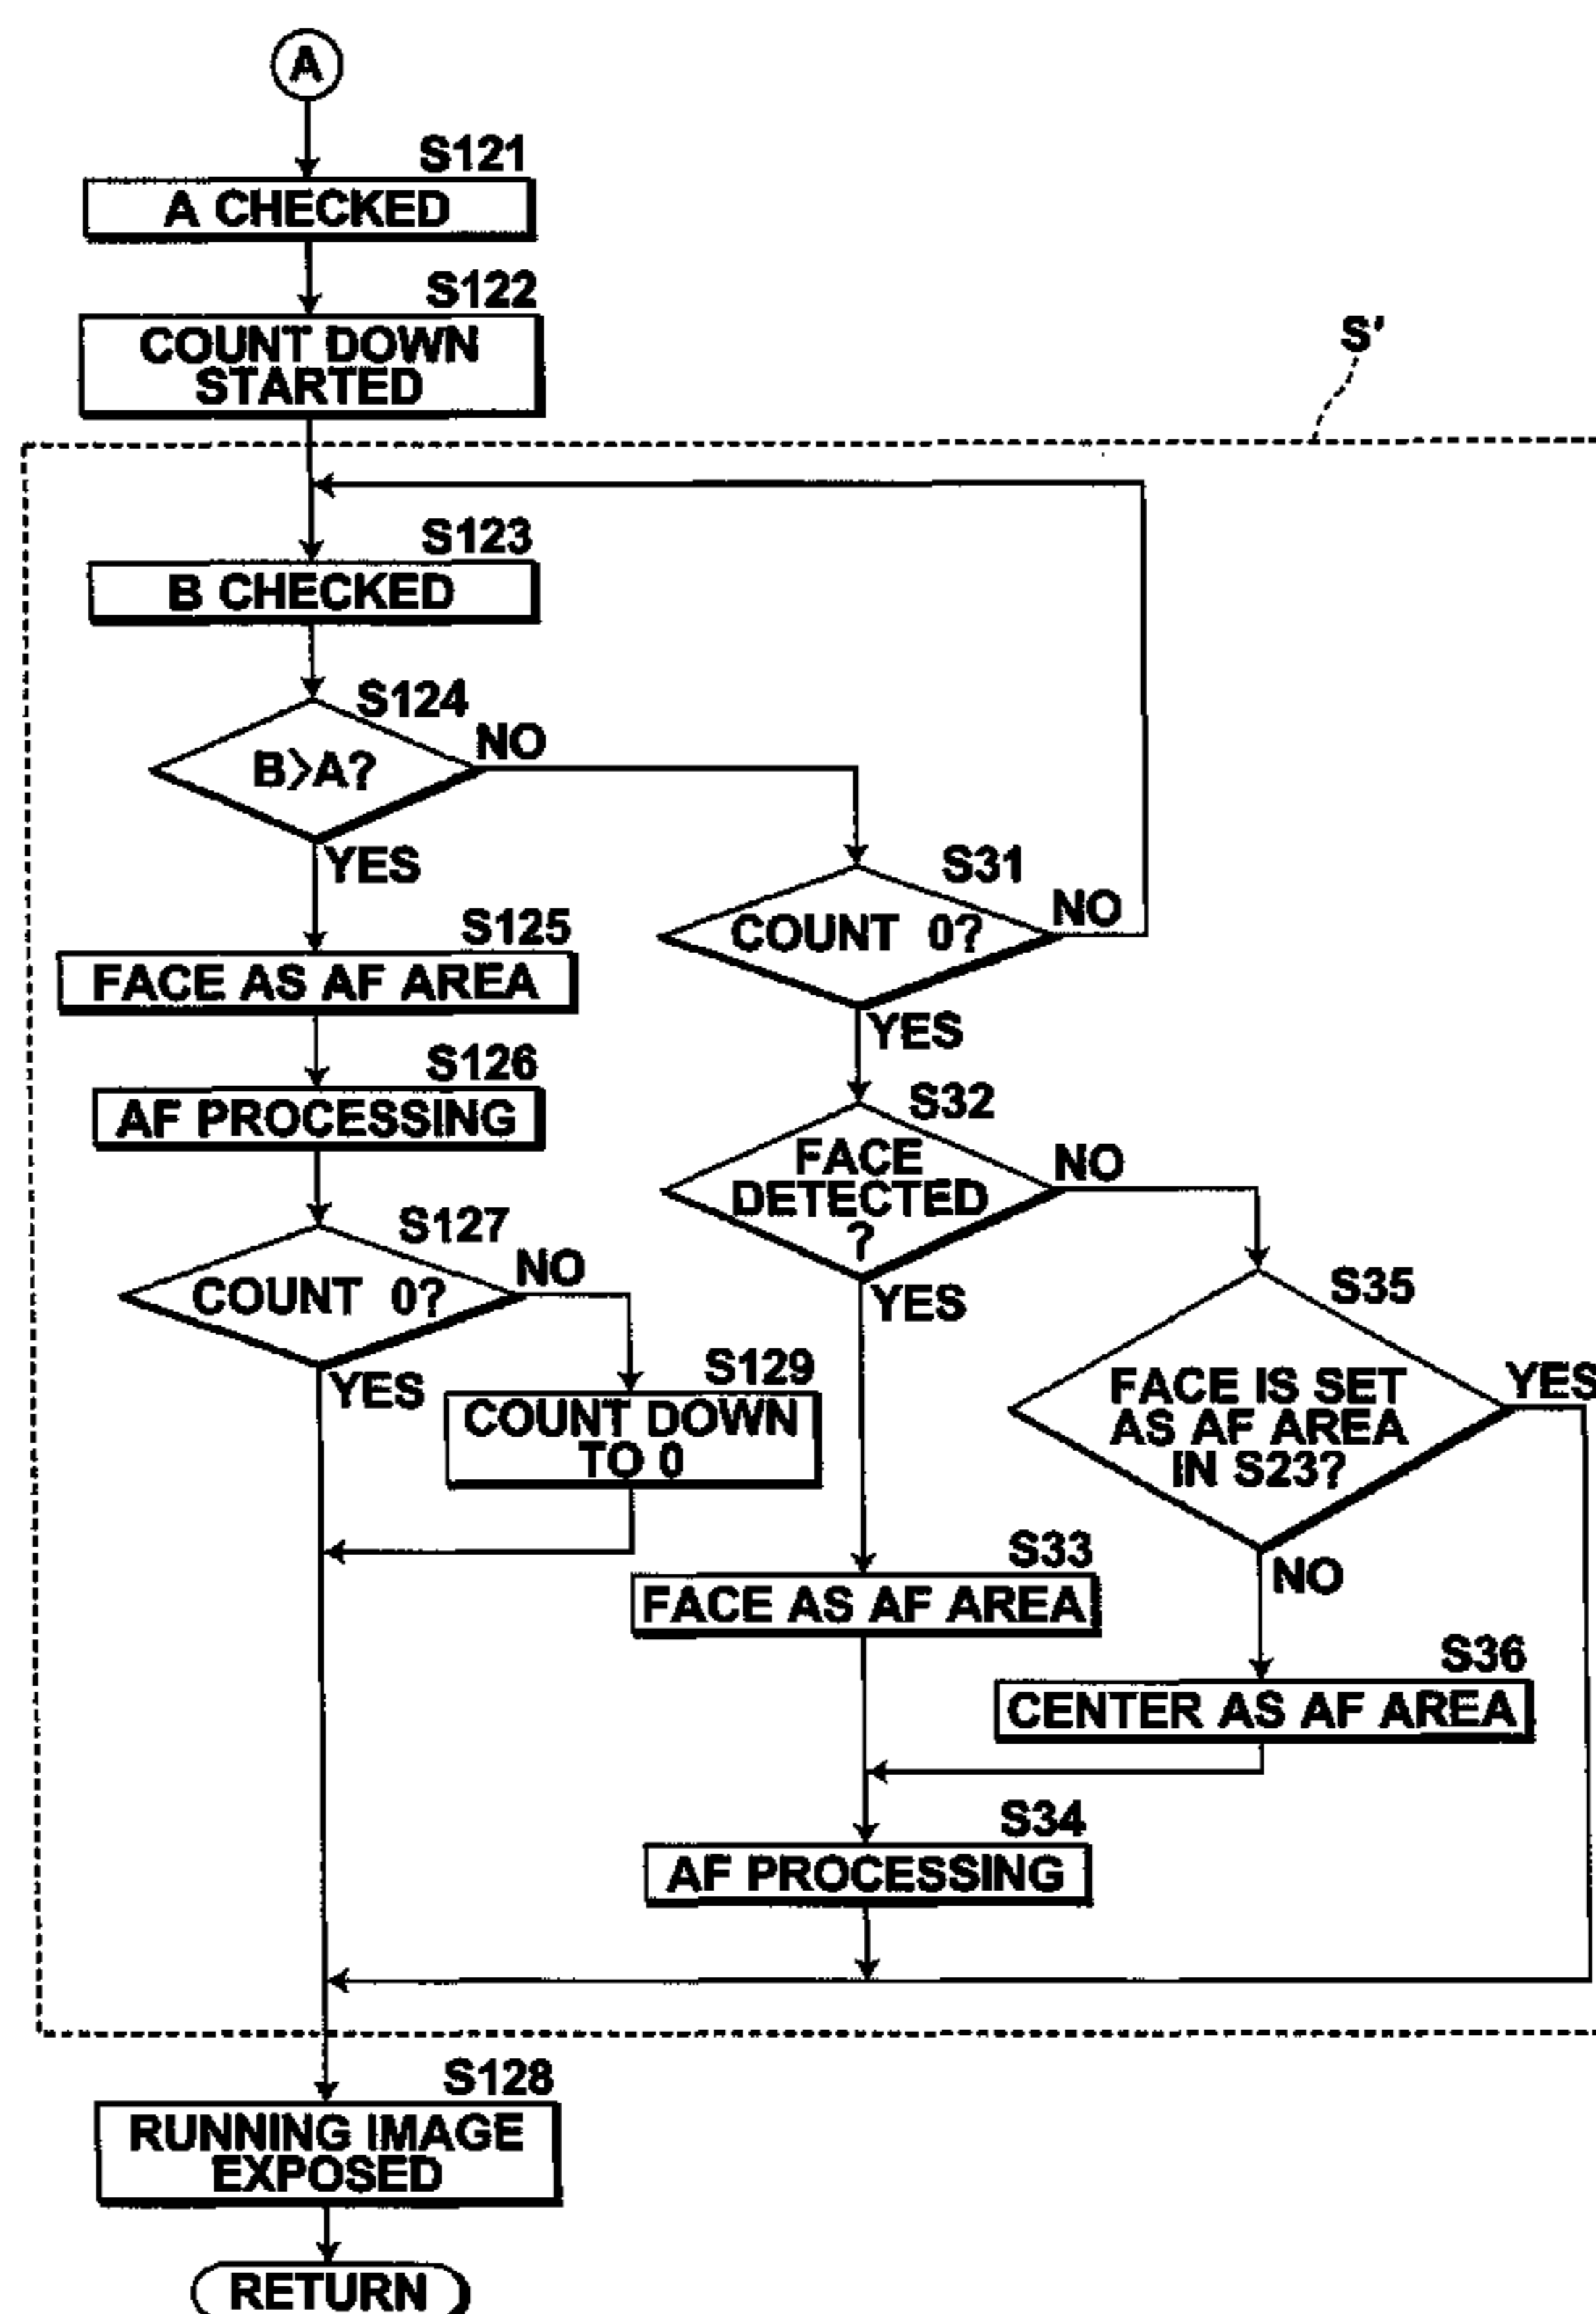 A
S121
A CHECKED
S122
COUNT DOWN
STARTED
S'
S123
B CHECKED
S124
B>A?
NO
YES
S31
COUNT 0?
NO
YES
S125
FACE AS AF AREA
S126
AF PROCESSING
S32
FACE
DETECTED
?
NO
YES
S127
COUNT 0?
NO
YES
S129
COUNT DOWN
TO 0
S35
FACE IS SET
AS AF AREA
IN S23?
YES
NO
S33
FACE AS AF AREA
S36
CENTER AS AF AREA
S34
AF PROCESSING
S128
RUNNING IMAGE
EXPOSED
RETURN